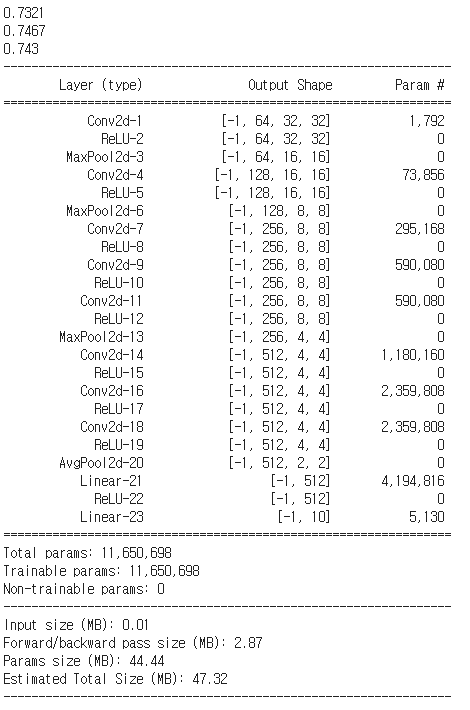 0.7321
0.7467
0.743
----------------------------------------------------------------
Layer (type) Output Shape Param #
================================================================
Conv2d-1 [-1, 64, 32, 32] 1,792
ReLU-2 [-1, 64, 32, 32] 0
MaxPool2d-3 [-1, 64, 16, 16] 0
Conv2d-4 [-1, 128, 16, 16] 73,856
ReLU-5 [-1, 128, 16, 16] 0
MaxPool2d-6 [-1, 128, 8, 8] 0
Conv2d-7 [-1, 256, 8, 8] 295,168
ReLU-8 [-1, 256, 8, 8] 0
Conv2d-9 [-1, 256, 8, 8] 590,080
ReLU-10 [-1, 256, 8, 8] 0
Conv2d-11 [-1, 256, 8, 8] 590,080
ReLU-12 [-1, 256, 8, 8] 0
MaxPool2d-13 [-1, 256, 4, 4] 0
Conv2d-14 [-1, 512, 4, 4] 1,180,160
ReLU-15 [-1, 512, 4, 4] 0
Conv2d-16 [-1, 512, 4, 4] 2,359,808
ReLU-17 [-1, 512, 4, 4] 0
Conv2d-18 [-1, 512, 4, 4] 2,359,808
ReLU-19 [-1, 512, 4, 4] 0
AvgPool2d-20 [-1, 512, 2, 2] 0
Linear-21 [-1, 512] 4,194,816
ReLU-22 [-1, 512] 0
Linear-23 [-1, 10] 5,130
================================================================
Total params: 11,650,698
Trainable params: 11,650,698
Non-trainable params: 0
----------------------------------------------------------------
Input size (MB): 0.01
Forward/backward pass size (MB): 2.87
Params size (MB): 44.44
Estimated Total Size (MB): 47.32
----------------------------------------------------------------